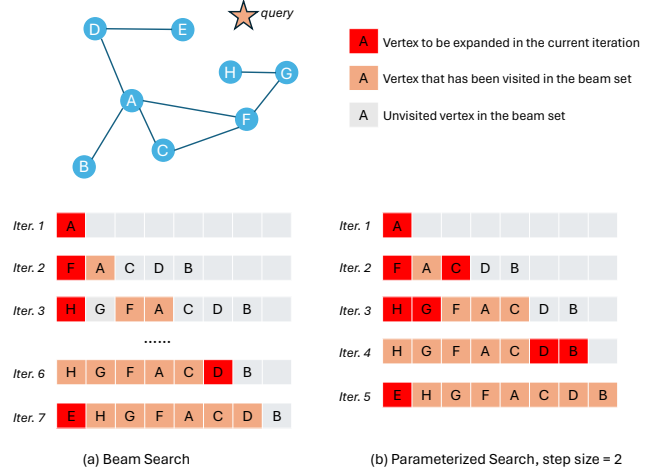 query
D
E
H
G
A
F
C
B
A Vertex to be expanded in the current iteration
A Vertex that has been visited in the beam set
A Unvisited vertex in the beam set
Iter. 1 A
Iter. 2 F A C D B
Iter. 3 H G F A C D B
......
Iter. 6 H G F A C D B
Iter. 7 E H G F A C D B
(a) Beam Search
Iter. 1 A
Iter. 2 F A C D B
Iter. 3 H G F A C D B
Iter. 4 H G F A C D B
Iter. 5 E H G F A C D B
(b) Parameterized Search, step size = 2